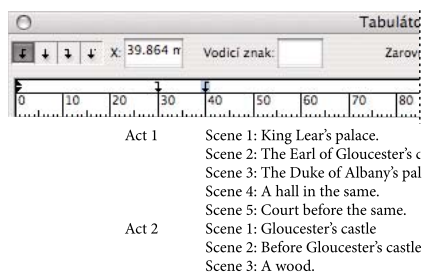 Tabulát
X: 39.864 m Vodicí znak: Zarov
0 10 20 30 40 50 60 70 80
Act 1 Scene 1: King Lear's palace.
Scene 2: The Earl of Gloucester's c
Scene 3: The Duke of Albany's pal
Scene 4: A hall in the same.
Scene 5: Court before the same.
Act 2 Scene 1: Gloucester's castle
Scene 2: Before Gloucester's castle
Scene 3: A wood.